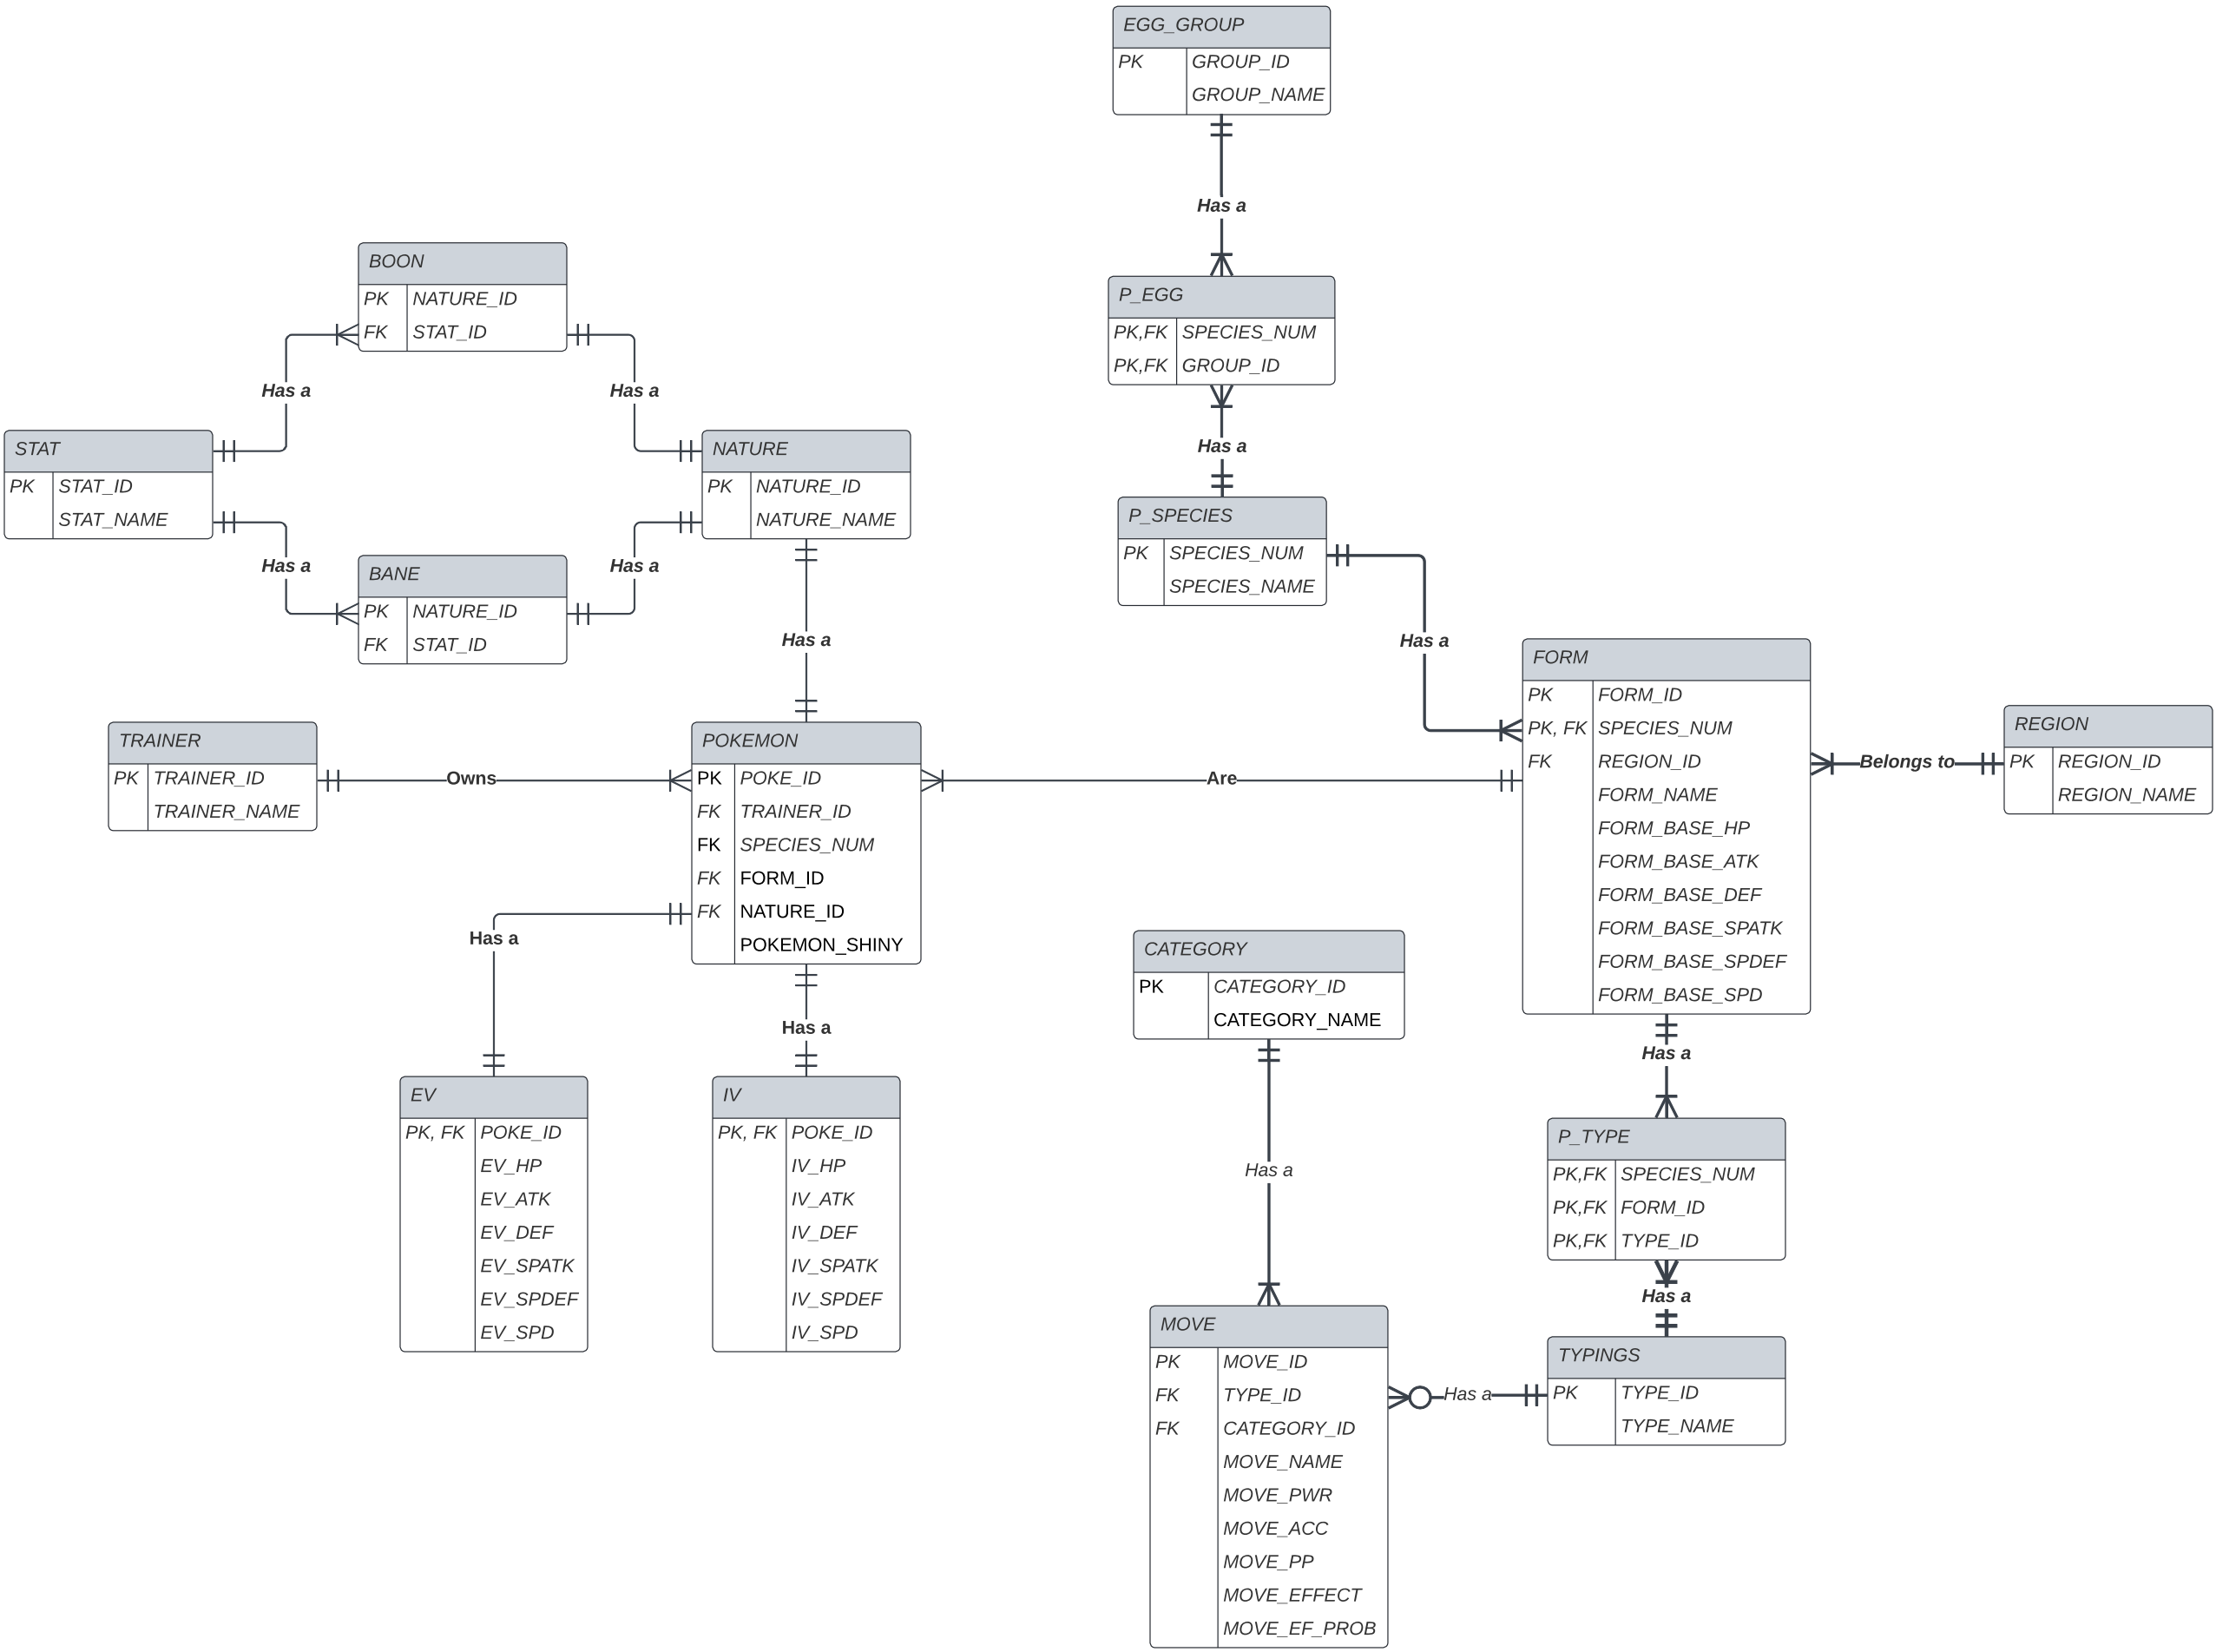 EGG_GROUP
PK GROUP_ID
GROUP_NAME
Has a
BOON
PK NATURE_ID
FK STAT_ID
P_EGG
PK,FK SPECIES_NUM
PK,FK GROUP_ID
Has a
Has a
Has a
STAT
PK STAT_ID
STAT_NAME
NATURE
PK NATURE_ID
NATURE_NAME
P_SPECIES
PK SPECIES_NUM
SPECIES_NAME
Has a
Has a
BANE
PK NATURE_ID
FK STAT_ID
Has a
Has a
FORM
PK FORM_ID
PK, FK SPECIES_NUM
FK REGION_ID
FORM_NAME
FORM_BASE_HP
FORM_BASE_ATK
FORM_BASE_DEF
FORM_BASE_SPATK
FORM_BASE_SPDEF
FORM_BASE_SPD
Belongs to
REGION
PK REGION_ID
REGION_NAME
TRAINER
PK TRAINER_ID
TRAINER_NAME
Owns
POKEMON
PK POKE_ID
FK TRAINER_ID
FK SPECIES_NUM
FK FORM_ID
FK NATURE_ID
POKEMON_SHINY
Are
Has a
Has a
CATEGORY
PK CATEGORY_ID
CATEGORY_NAME
Has a
EV
PK, FK POKE_ID
EV_HP
EV_ATK
EV_DEF
EV_SPATK
EV_SPDEF
EV_SPD
IV
PK, FK POKE_ID
IV_HP
IV_ATK
IV_DEF
IV_SPATK
IV_SPDEF
IV_SPD
Has a
P_TYPE
PK,FK SPECIES_NUM
PK,FK FORM_ID
PK,FK TYPE_ID
Has a
MOVE
PK MOVE_ID
FK TYPE_ID
FK CATEGORY_ID
MOVE_NAME
MOVE_PWR
MOVE_ACC
MOVE_PP
MOVE_EFFECT
MOVE_EF_PROB
Has a
TYPINGS
PK TYPE_ID
TYPE_NAME